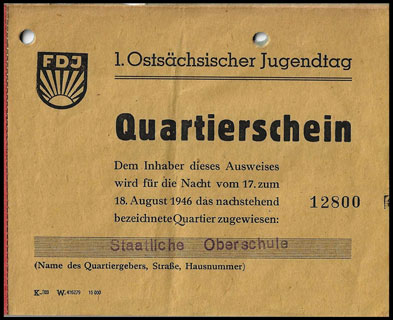 FDJ
1. Ostsächsischer Jugendtag
Quartierschein
Dem Inhaber dieses Ausweises
wird für die Nacht vom 17. zum
18. August 1946 das nachstehend
bezeichnete Quartier zugewiesen:
12800
Staatliche Oberschule
(Name des Quartiergebers, Straße, Hausnummer)